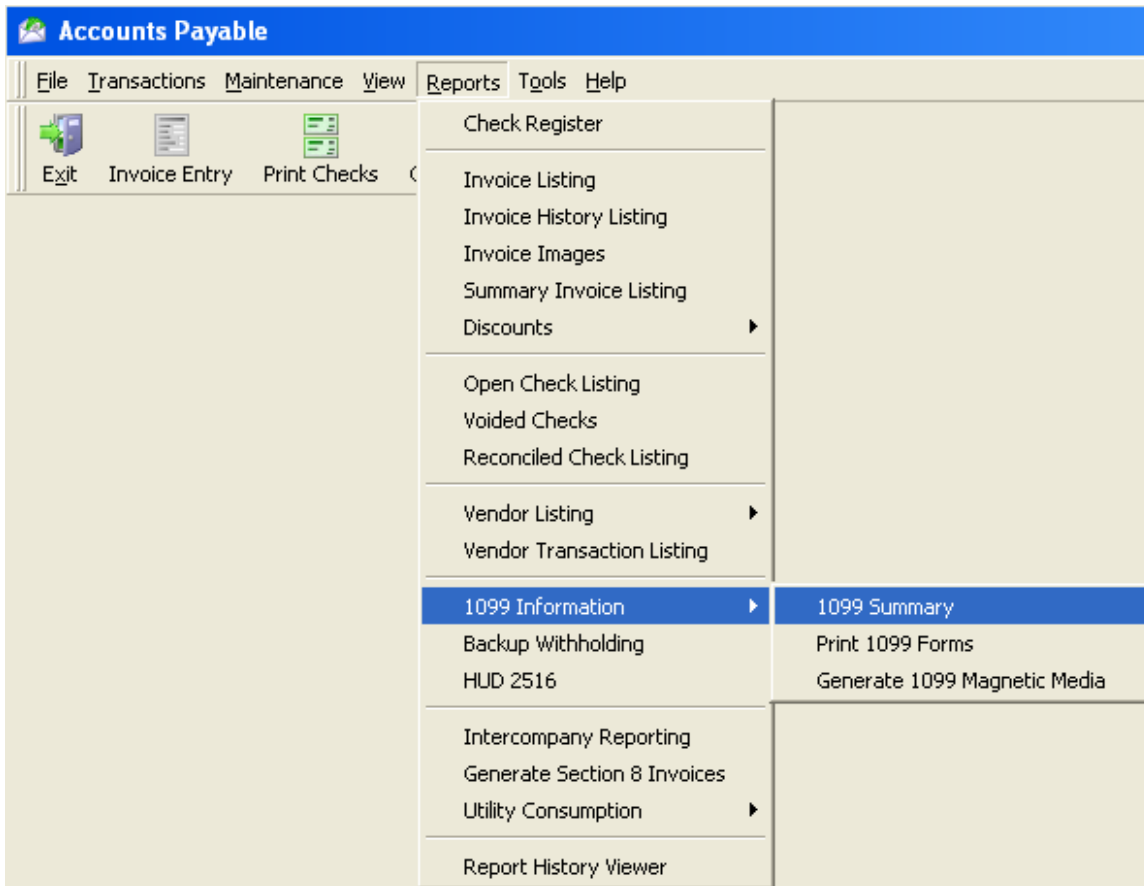 Accounts Payable
File Transactions Maintenance View Reports Tools Help
Exit Invoice Entry Print Checks
Check Register
Invoice Listing
Invoice History Listing
Invoice Images
Summary Invoice Listing
Discounts
Open Check Listing
Voided Checks
Reconciled Check Listing
Vendor Listing
Vendor Transaction Listing
1099 Information
1099 Summary
Backup Withholding
Print 1099 Forms
HUD 2516
Generate 1099 Magnetic Media
Intercompany Reporting
Generate Section 8 Invoices
Utility Consumption
Report History Viewer